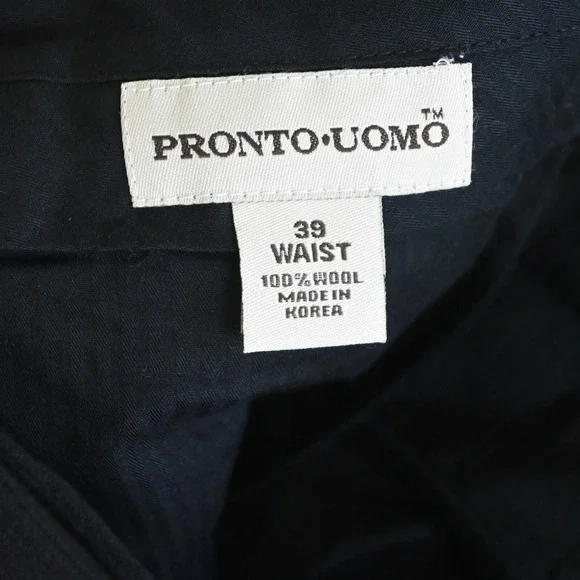 PRONTO•UOMO™
39
WAIST
100% WOOL
MADE IN
KOREA